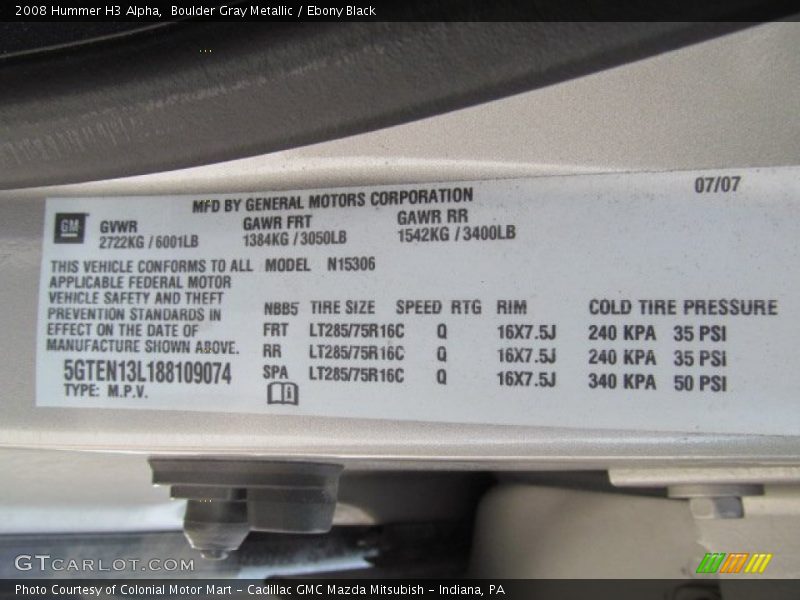 2008 Hummer H3 Alpha,  Boulder Gray Metallic / Ebony Black
07/07
MFD BY GENERAL MOTORS CORPORATION
GM GVWR GAWR FRT GAWR RR
2722KG / 6001LB 1384KG / 3050LB 1542KG / 3400LB
THIS VEHICLE CONFORMS TO ALL
APPLICABLE FEDERAL MOTOR
VEHICLE SAFETY AND THEFT
PREVENTION STANDARDS IN
EFFECT ON THE DATE OF
MANUFACTURE SHOWN ABOVE.
5GTEN13L188109074
TYPE: M.P.V.
MODEL N15306
NBB5 TIRE SIZE SPEED RTG RIM COLD TIRE PRESSURE
FRT LT285/75R16C Q 16X7.5J 240 KPA 35 PSI
RR LT285/75R16C Q 16X7.5J 240 KPA 35 PSI
SPA LT285/75R16C Q 16X7.5J 340 KPA 50 PSI
GTCARLOT.COM
Photo Courtesy of Colonial Motor Mart - Cadillac GMC Mazda Mitsubish - Indiana, PA